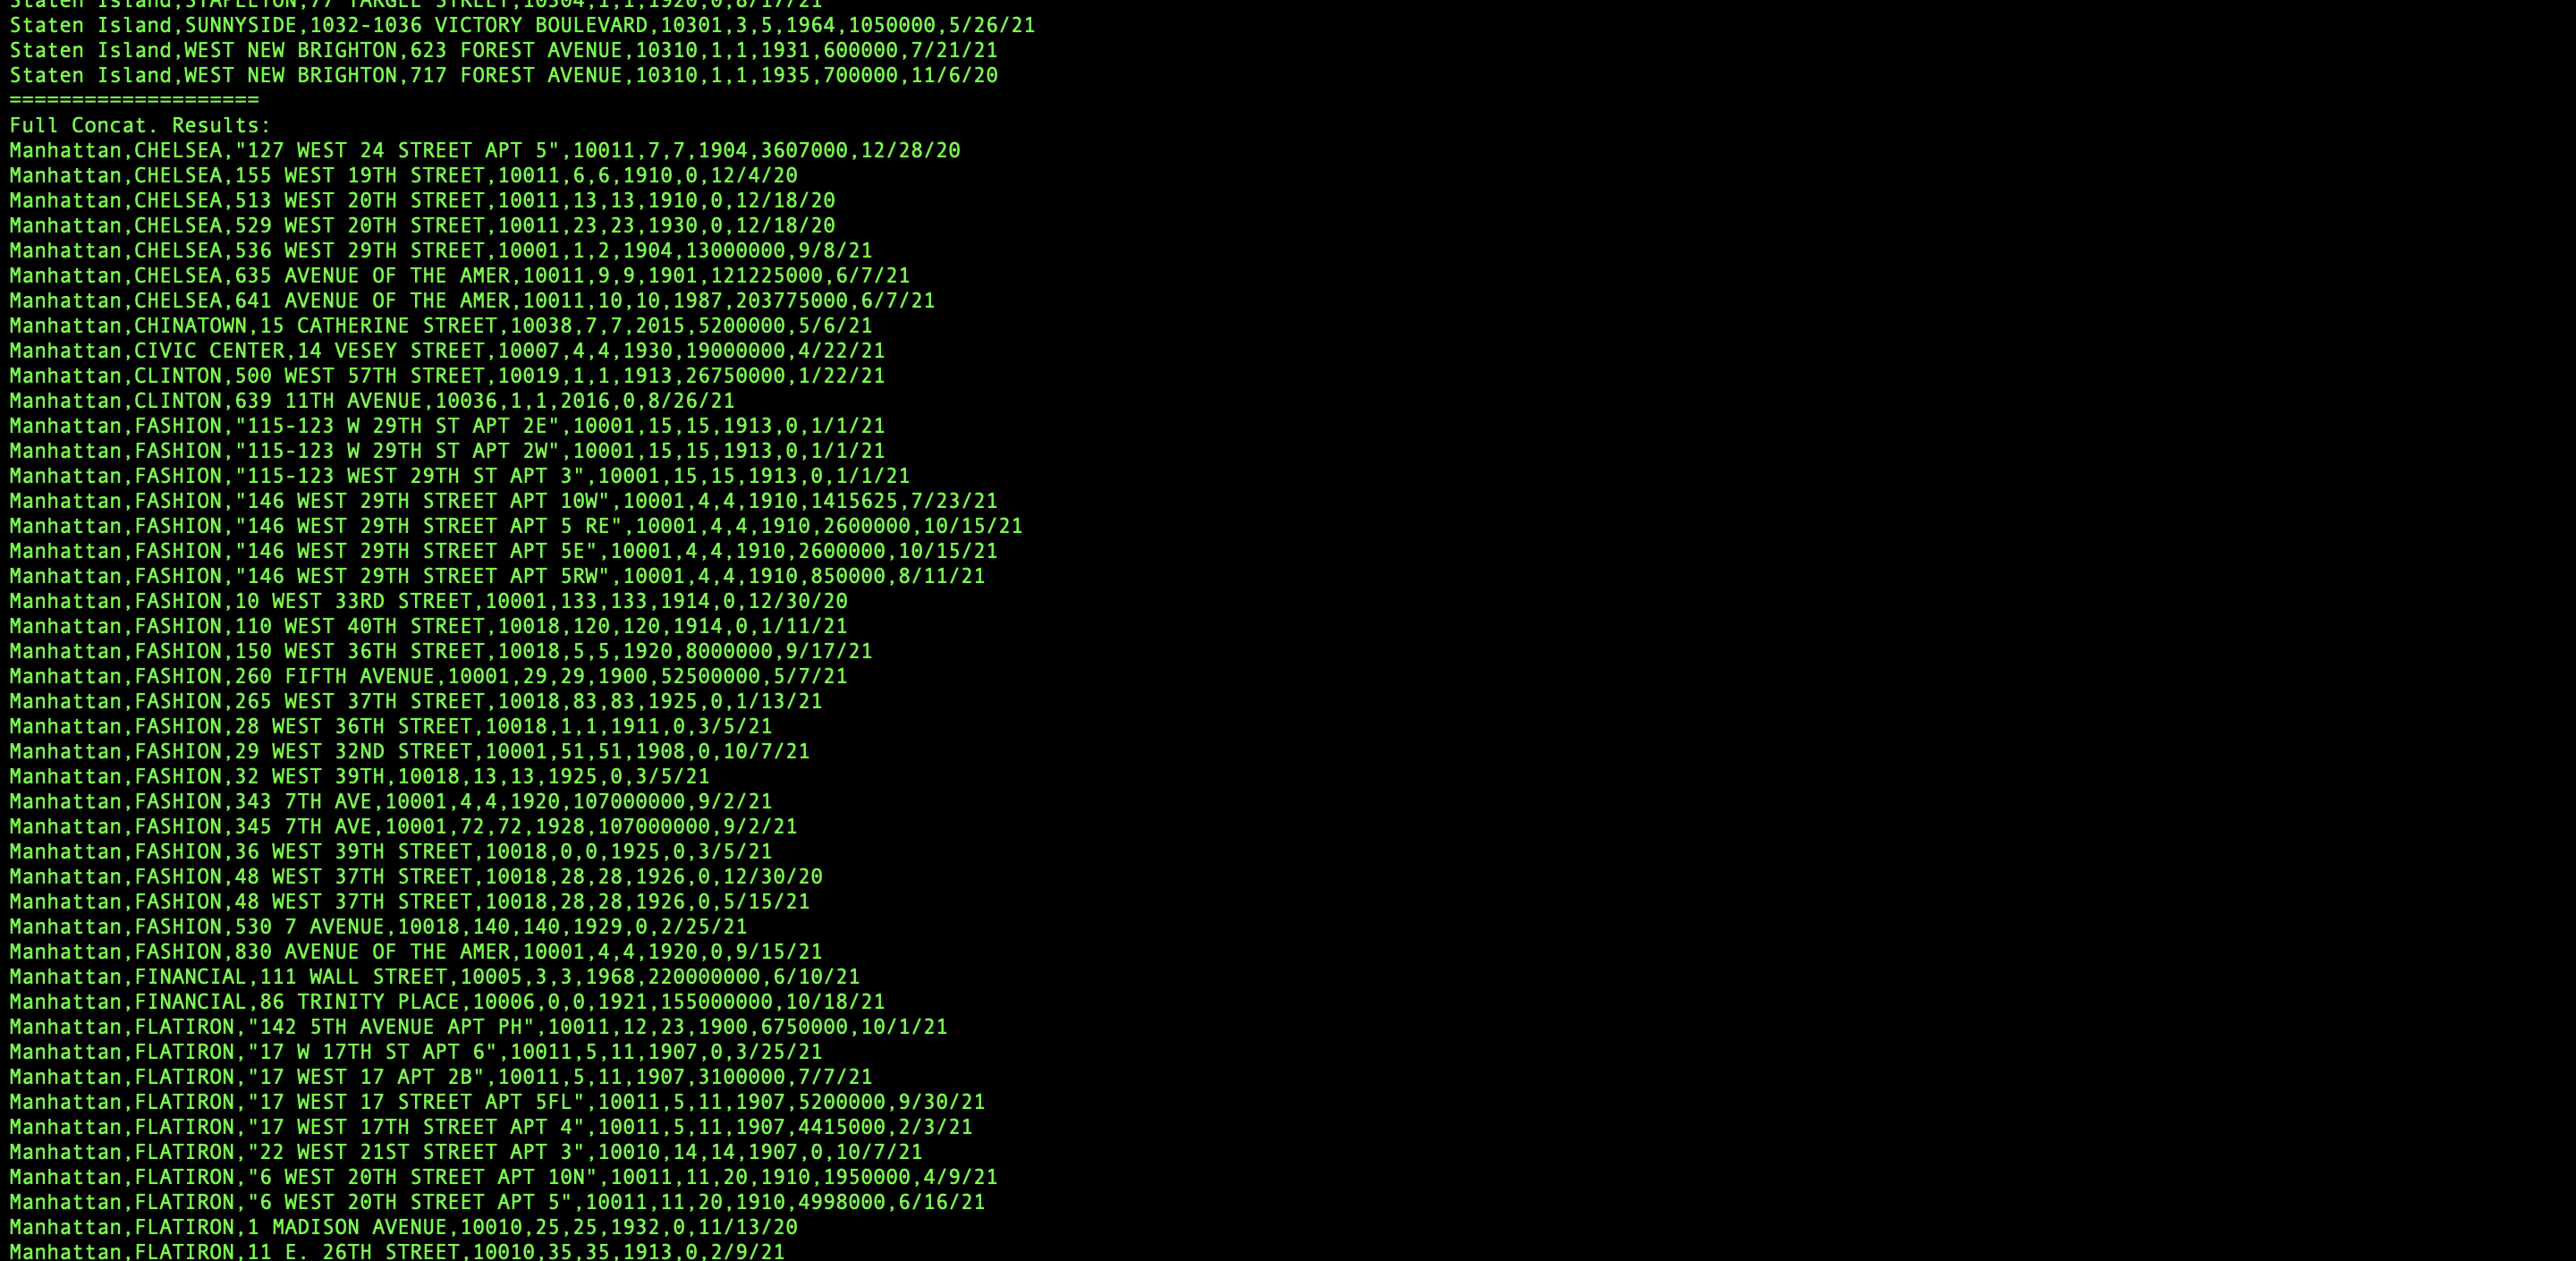 Staten Island,STAPLETON,77 TARGEE STREET,10304,1,1,1920,0,8/17/21
Staten Island,SUNNYSIDE,1032-1036 VICTORY BOULEVARD,10301,3,5,1964,1050000,5/26/21
Staten Island,WEST NEW BRIGHTON,623 FOREST AVENUE,10310,1,1,1931,600000,7/21/21
Staten Island,WEST NEW BRIGHTON,717 FOREST AVENUE,10310,1,1,1935,700000,11/6/20
====================
Full Concat. Results:
Manhattan,CHELSEA,"127 WEST 24 STREET APT 5",10011,7,7,1904,3607000,12/28/20
Manhattan,CHELSEA,155 WEST 19TH STREET,10011,6,6,1910,0,12/4/20
Manhattan,CHELSEA,513 WEST 20TH STREET,10011,13,13,1910,0,12/18/20
Manhattan,CHELSEA,529 WEST 20TH STREET,10011,23,23,1930,0,12/18/20
Manhattan,CHELSEA,536 WEST 29TH STREET,10001,1,2,1904,13000000,9/8/21
Manhattan,CHELSEA,635 AVENUE OF THE AMER,10011,9,9,1901,121225000,6/7/21
Manhattan,CHELSEA,641 AVENUE OF THE AMER,10011,10,10,1987,203775000,6/7/21
Manhattan,CHINATOWN,15 CATHERINE STREET,10038,7,7,2015,5200000,5/6/21
Manhattan,CIVIC CENTER,14 VESEY STREET,10007,4,4,1930,19000000,4/22/21
Manhattan,CLINTON,500 WEST 57TH STREET,10019,1,1,1913,26750000,1/22/21
Manhattan,CLINTON,639 11TH AVENUE,10036,1,1,2016,0,8/26/21
Manhattan,FASHION,"115-123 W 29TH ST APT 2E",10001,15,15,1913,0,1/1/21
Manhattan,FASHION,"115-123 W 29TH ST APT 2W",10001,15,15,1913,0,1/1/21
Manhattan,FASHION,"115-123 WEST 29TH ST APT 3",10001,15,15,1913,0,1/1/21
Manhattan,FASHION,"146 WEST 29TH STREET APT 10W",10001,4,4,1910,1415625,7/23/21
Manhattan,FASHION,"146 WEST 29TH STREET APT 5 RE",10001,4,4,1910,2600000,10/15/21
Manhattan,FASHION,"146 WEST 29TH STREET APT 5E",10001,4,4,1910,2600000,10/15/21
Manhattan,FASHION,"146 WEST 29TH STREET APT 5RW",10001,4,4,1910,850000,8/11/21
Manhattan,FASHION,10 WEST 33RD STREET,10001,133,133,1914,0,12/30/20
Manhattan,FASHION,110 WEST 40TH STREET,10018,120,120,1914,0,1/11/21
Manhattan,FASHION,150 WEST 36TH STREET,10018,5,5,1920,8000000,9/17/21
Manhattan,FASHION,260 FIFTH AVENUE,10001,29,29,1900,52500000,5/7/21
Manhattan,FASHION,265 WEST 37TH STREET,10018,83,83,1925,0,1/13/21
Manhattan,FASHION,28 WEST 36TH STREET,10018,1,1,1911,0,3/5/21
Manhattan,FASHION,29 WEST 32ND STREET,10001,51,51,1908,0,10/7/21
Manhattan,FASHION,32 WEST 39TH,10018,13,13,1925,0,3/5/21
Manhattan,FASHION,343 7TH AVE,10001,4,4,1920,107000000,9/2/21
Manhattan,FASHION,345 7TH AVE,10001,72,72,1928,107000000,9/2/21
Manhattan,FASHION,36 WEST 39TH STREET,10018,0,0,1925,0,3/5/21
Manhattan,FASHION,48 WEST 37TH STREET,10018,28,28,1926,0,12/30/20
Manhattan,FASHION,48 WEST 37TH STREET,10018,28,28,1926,0,5/15/21
Manhattan,FASHION,530 7 AVENUE,10018,140,140,1929,0,2/25/21
Manhattan,FASHION,830 AVENUE OF THE AMER,10001,4,4,1920,0,9/15/21
Manhattan,FINANCIAL,111 WALL STREET,10005,3,3,1968,220000000,6/10/21
Manhattan,FINANCIAL,86 TRINITY PLACE,10006,0,0,1921,155000000,10/18/21
Manhattan,FLATIRON,"142 5TH AVENUE APT PH",10011,12,23,1900,6750000,10/1/21
Manhattan,FLATIRON,"17 W 17TH ST APT 6",10011,5,11,1907,0,3/25/21
Manhattan,FLATIRON,"17 WEST 17 APT 2B",10011,5,11,1907,3100000,7/7/21
Manhattan,FLATIRON,"17 WEST 17 STREET APT 5FL",10011,5,11,1907,5200000,9/30/21
Manhattan,FLATIRON,"17 WEST 17TH STREET APT 4",10011,5,11,1907,4415000,2/3/21
Manhattan,FLATIRON,"22 WEST 21ST STREET APT 3",10010,14,14,1907,0,10/7/21
Manhattan,FLATIRON,"6 WEST 20TH STREET APT 10N",10011,11,20,1910,1950000,4/9/21
Manhattan,FLATIRON,"6 WEST 20TH STREET APT 5",10011,11,20,1910,4998000,6/16/21
Manhattan,FLATIRON,1 MADISON AVENUE,10010,25,25,1932,0,11/13/20
Manhattan,FLATIRON,11 E. 26TH STREET,10010,35,35,1913,0,2/9/21